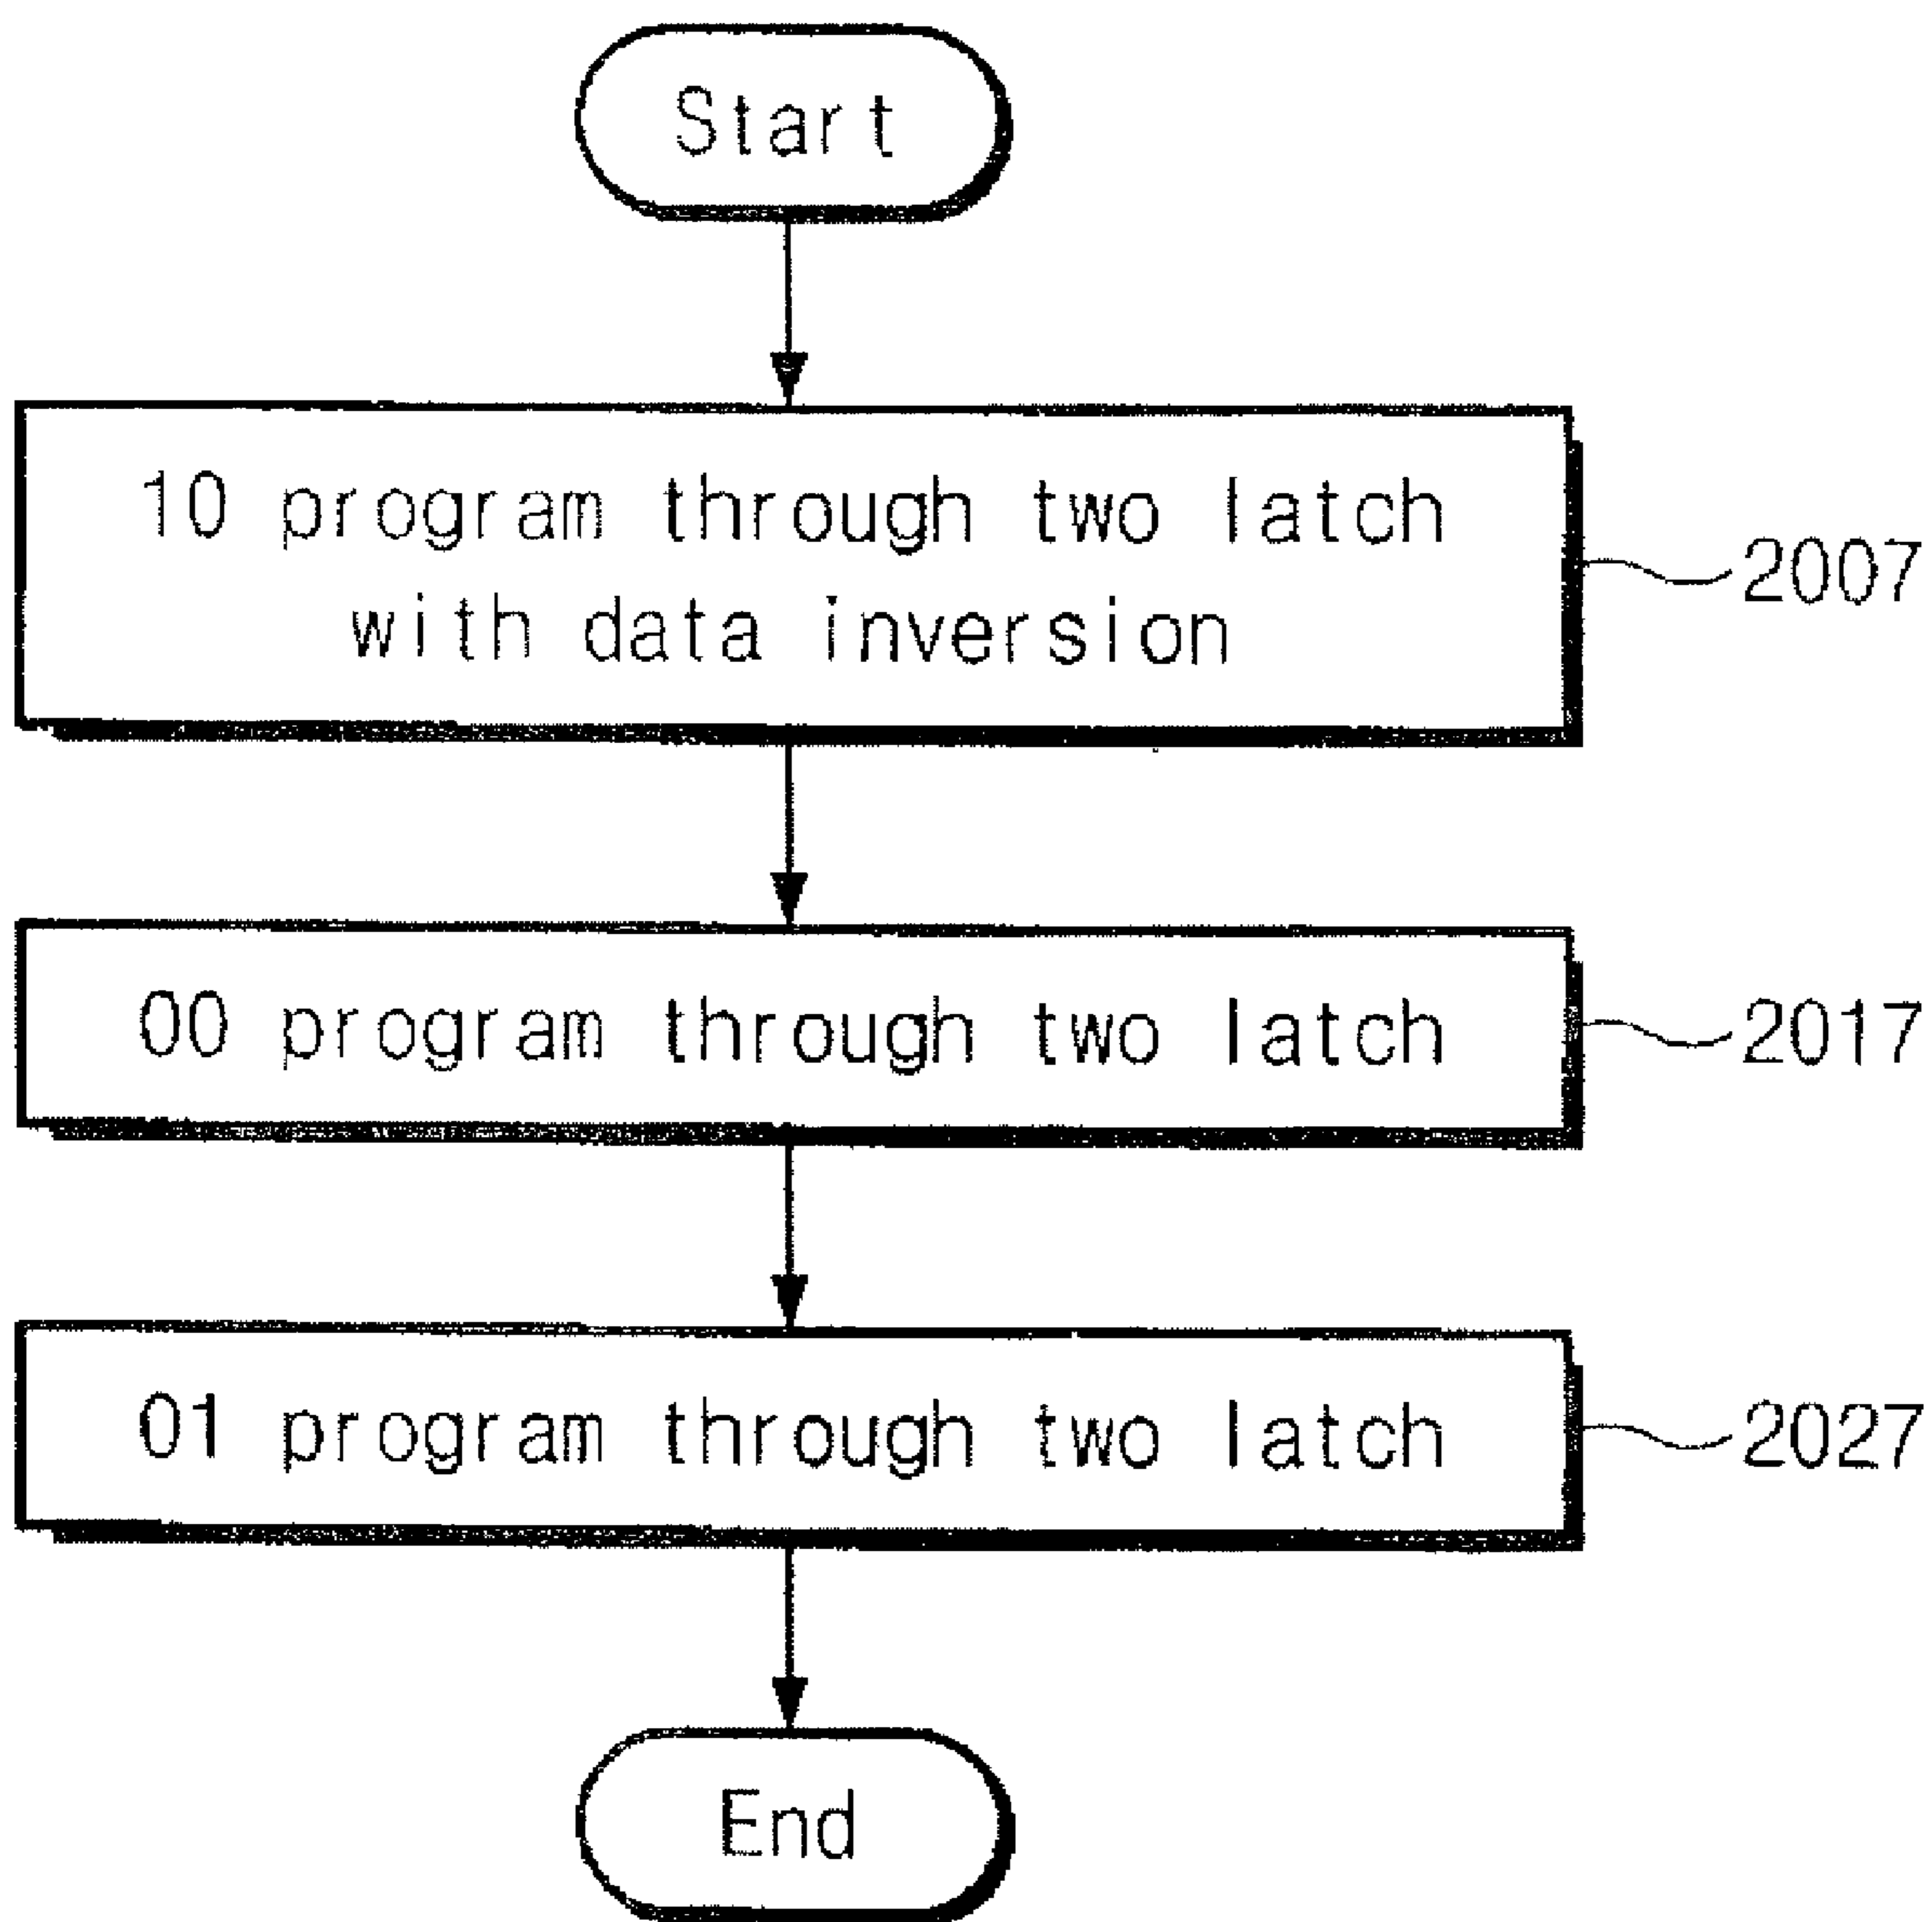 Start
10 program through two latch
with data inversion
2007
00 program through two latch
2017
01 program through two latch
2027
End